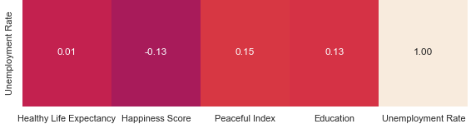 Unemployment Rate
0.01 -0.13 0.15 0.13 1.00
Healthy Life Expectancy Happiness Score Peaceful Index Education Unemployment Rate